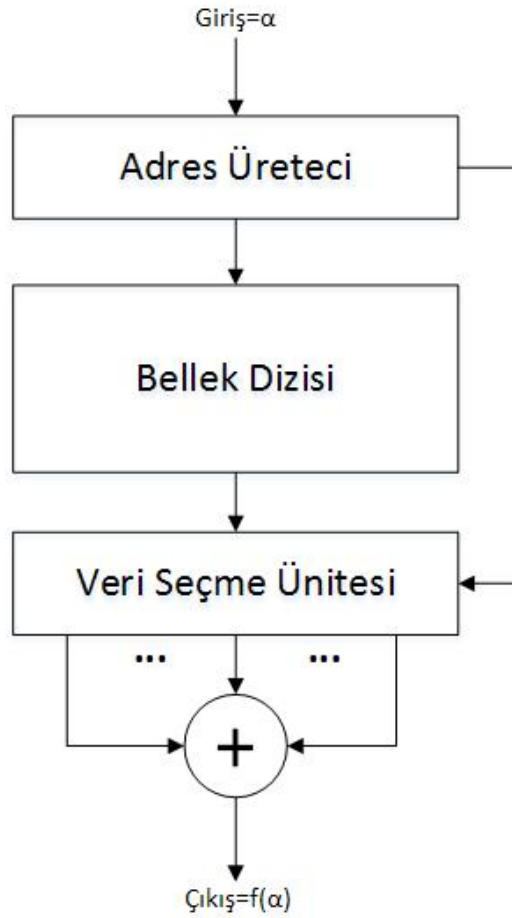 Giriş=α
Adres Üreteci
Bellek Dizisi
Veri Seçme Ünitesi
... ...
+
Çıkış=f(α)